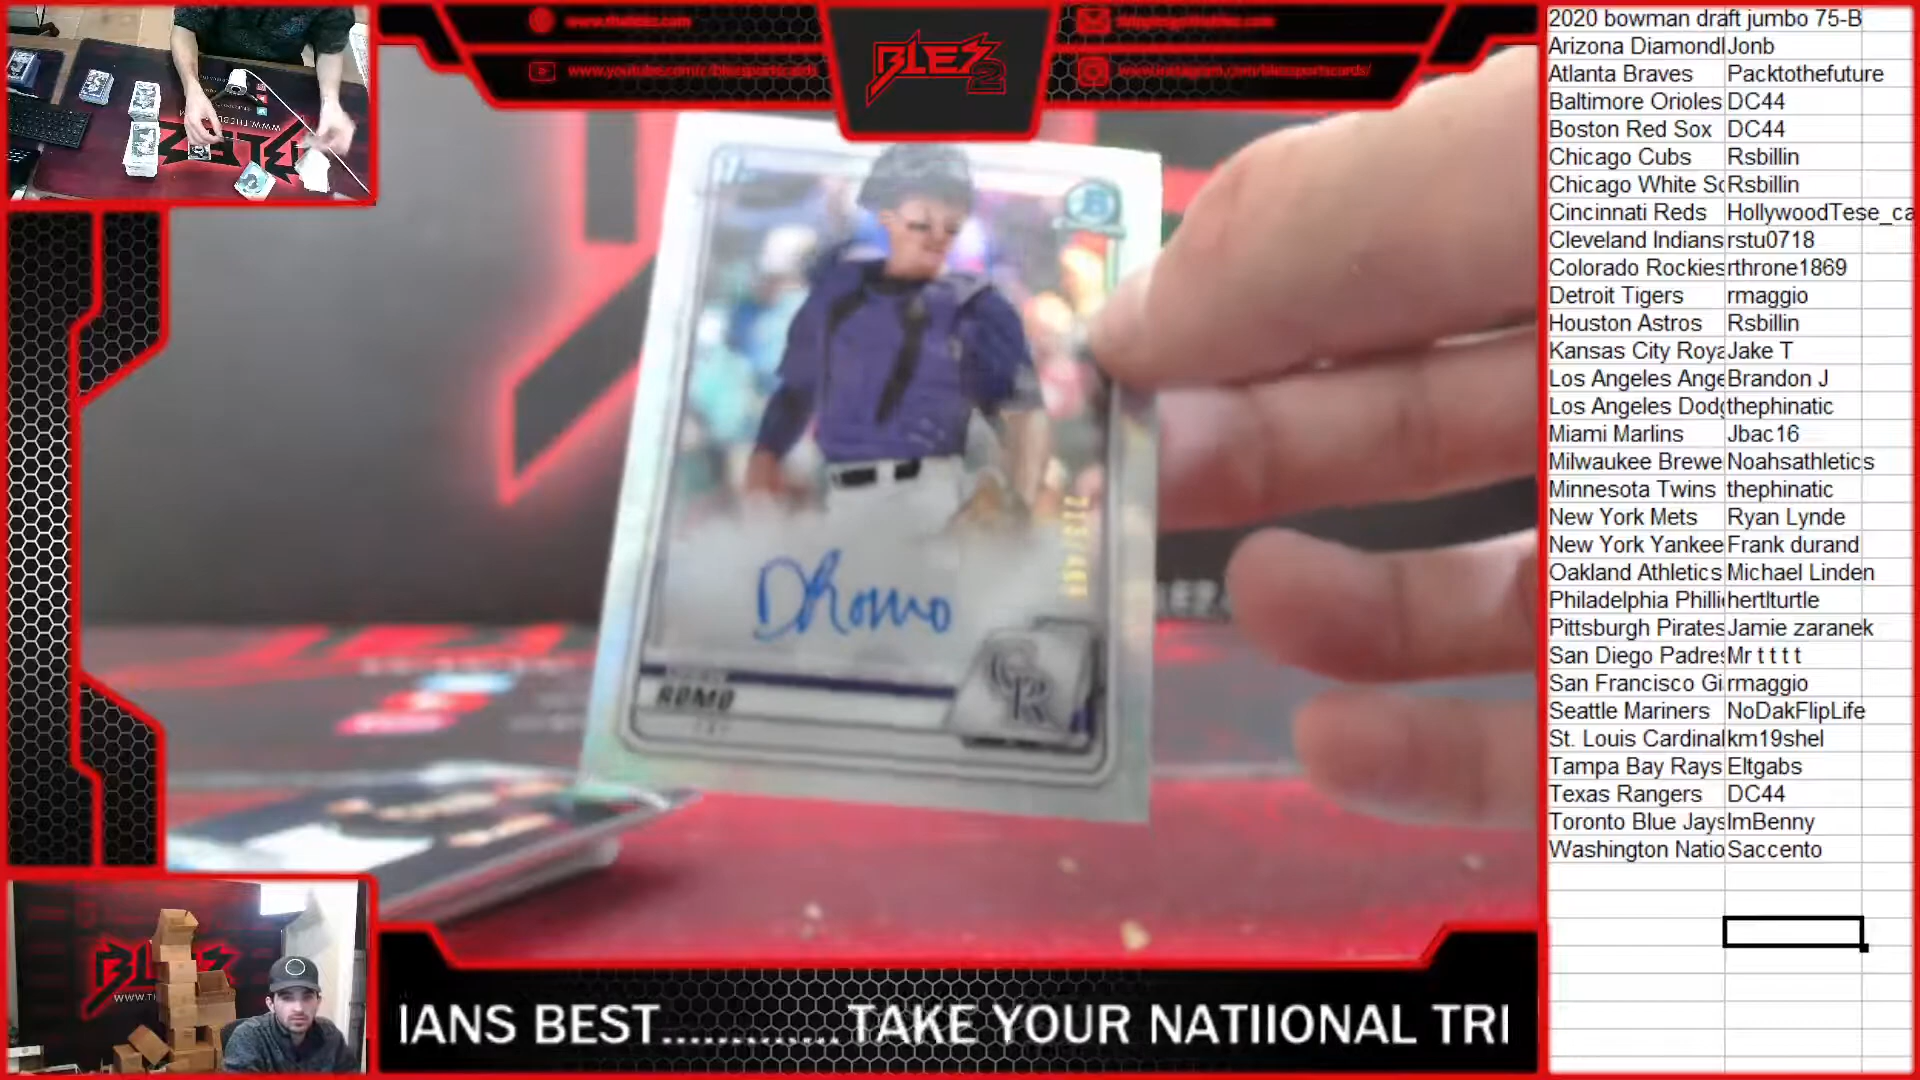 BLEZ
2
DRomo
ROMO
CR
IANS BEST.............TAKE YOUR NATIIONAL TRI
2020 bowman draft jumbo 75-B
Arizona Diamondl Jonb
Atlanta Braves Packtothefuture
Baltimore Orioles DC44
Boston Red Sox DC44
Chicago Cubs Rsbillin
Chicago White So Rsbillin
Cincinnati Reds HollywoodTese_ca
Cleveland Indians rstu0718
Colorado Rockies rthrone1869
Detroit Tigers rmaggio
Houston Astros Rsbillin
Kansas City Roya Jake T
Los Angeles Ange Brandon J
Los Angeles Dodg thephinatic
Miami Marlins Jbac16
Milwaukee Brewe Noahsathletics
Minnesota Twins thephinatic
New York Mets Ryan Lynde
New York Yankee Frank durand
Oakland Athletics Michael Linden
Philadelphia Philli hertlturtle
Pittsburgh Pirates Jamie zaranek
San Diego Padres Mr t t t t
San Francisco Gi rmaggio
Seattle Mariners NoDakFlipLife
St. Louis Cardinal km19shel
Tampa Bay Rays Eltgabs
Texas Rangers DC44
Toronto Blue Jays ImBenny
Washington Natio Saccento